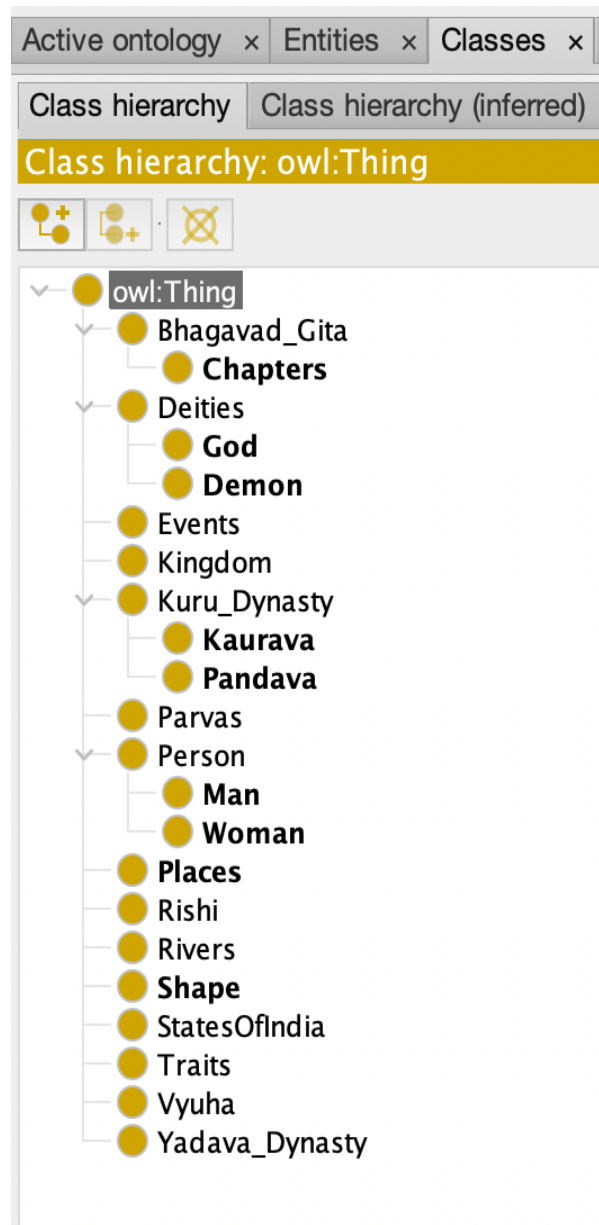 Active ontology × Entities × Classes ×
Class hierarchy Class hierarchy (inferred)
Class hierarchy: owl:Thing
owl:Thing
Bhagavad_Gita
Chapters
Deities
God
Demon
Events
Kingdom
Kuru_Dynasty
Kaurava
Pandava
Parvas
Person
Man
Woman
Places
Rishi
Rivers
Shape
StatesOfIndia
Traits
Vyuha
Yadava_Dynasty